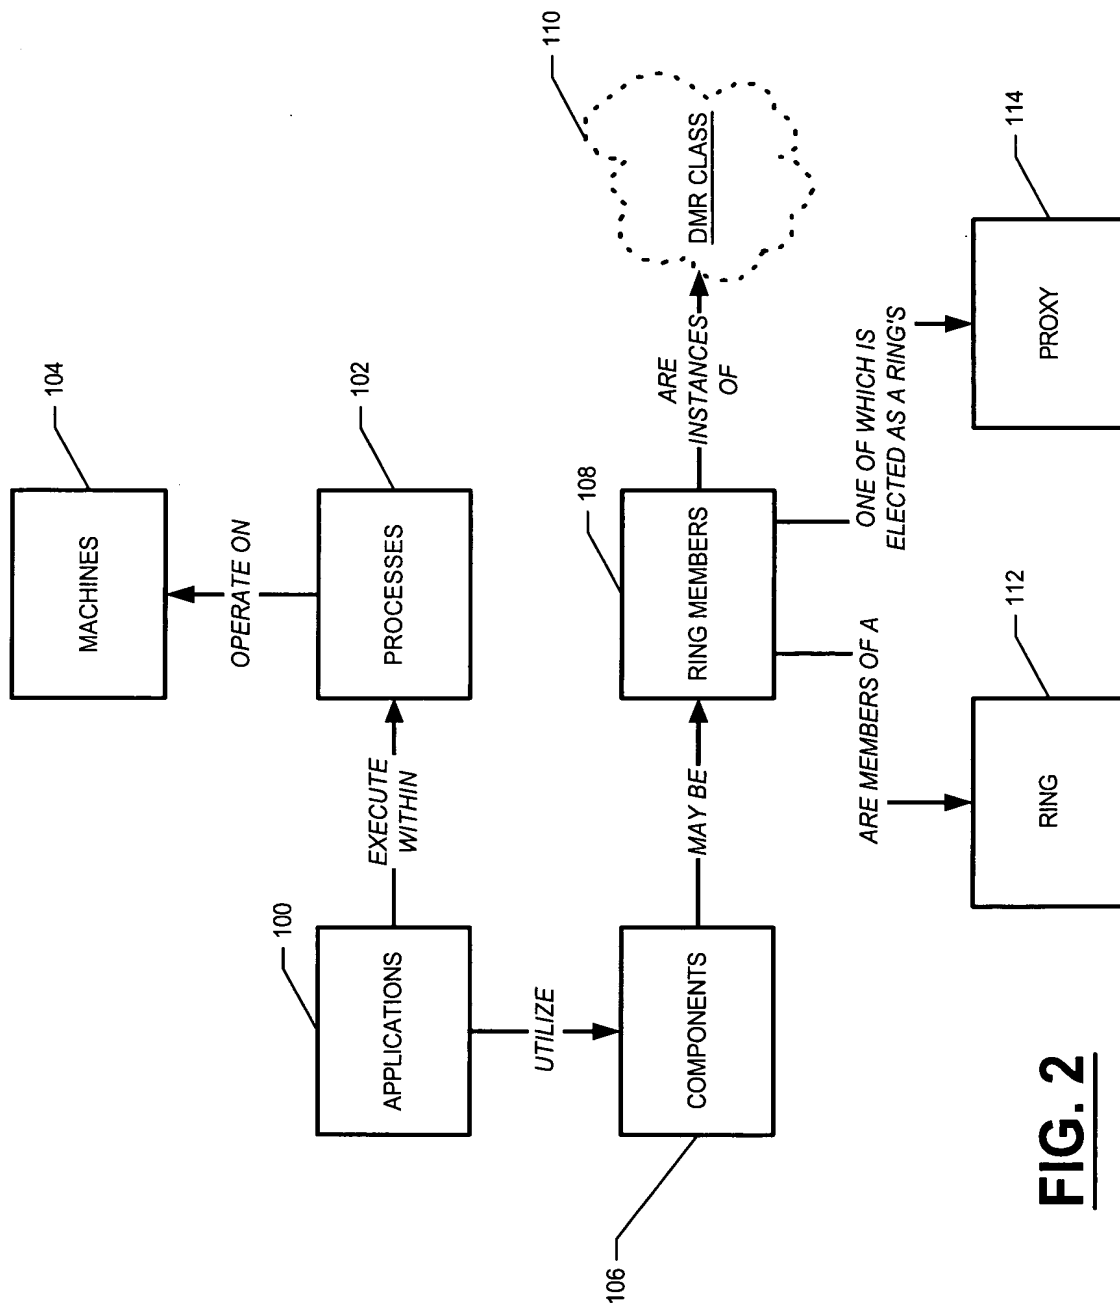 104
MACHINES
OPERATE ON
102
PROCESSES
EXECUTE
WITHIN
100
APPLICATIONS
UTILIZE
106
COMPONENTS
MAY BE
108
RING MEMBERS
ARE
INSTANCES
OF
110
DMR CLASS
ARE MEMBERS OF A
112
RING
ONE OF WHICH IS
ELECTED AS A RING'S
114
PROXY
FIG. 2